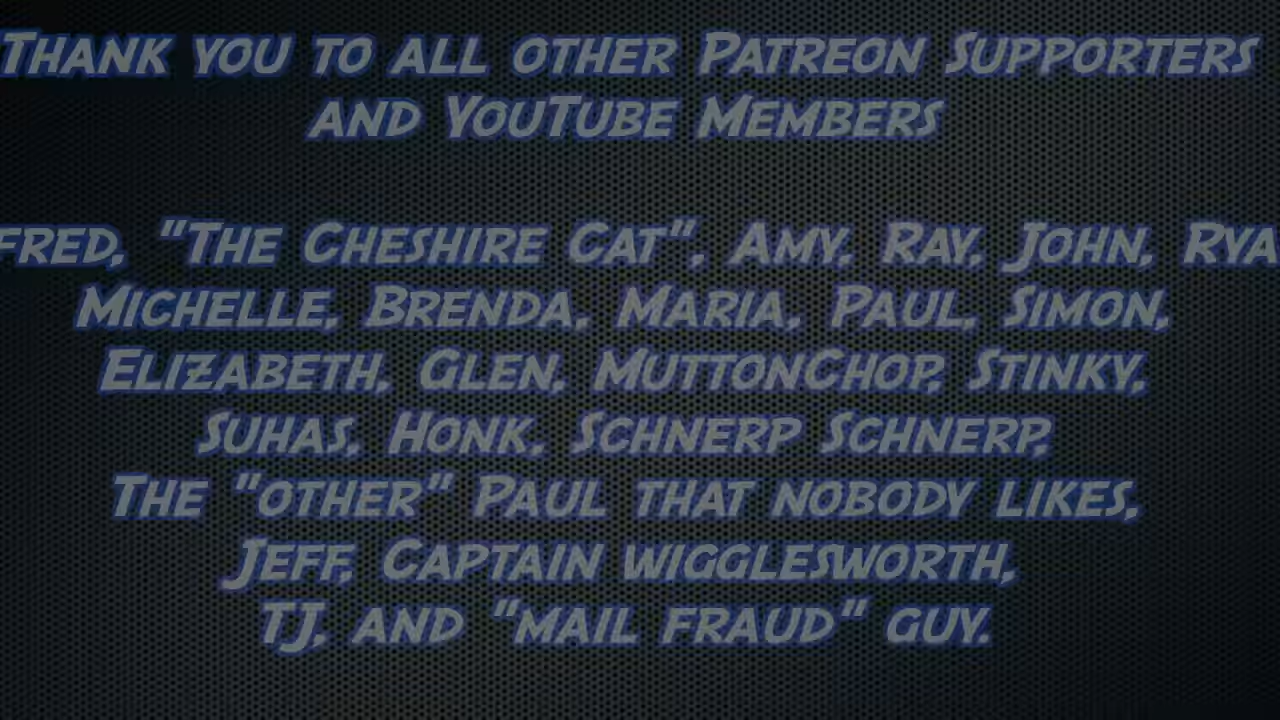 Thank you to all other Patreon Supporters
and YouTube Members
fred, "The Cheshire Cat", Amy, Ray, John, Rya
Michelle, Brenda, Maria, Paul, Simon,
Elizabeth, Glen, MuttonChop, Stinky,
Suhas, Honk, Schnerp Schnerp,
The "other" Paul that nobody likes,
Jeff, Captain wigglesworth,
TJ, and "mail fraud" guy.